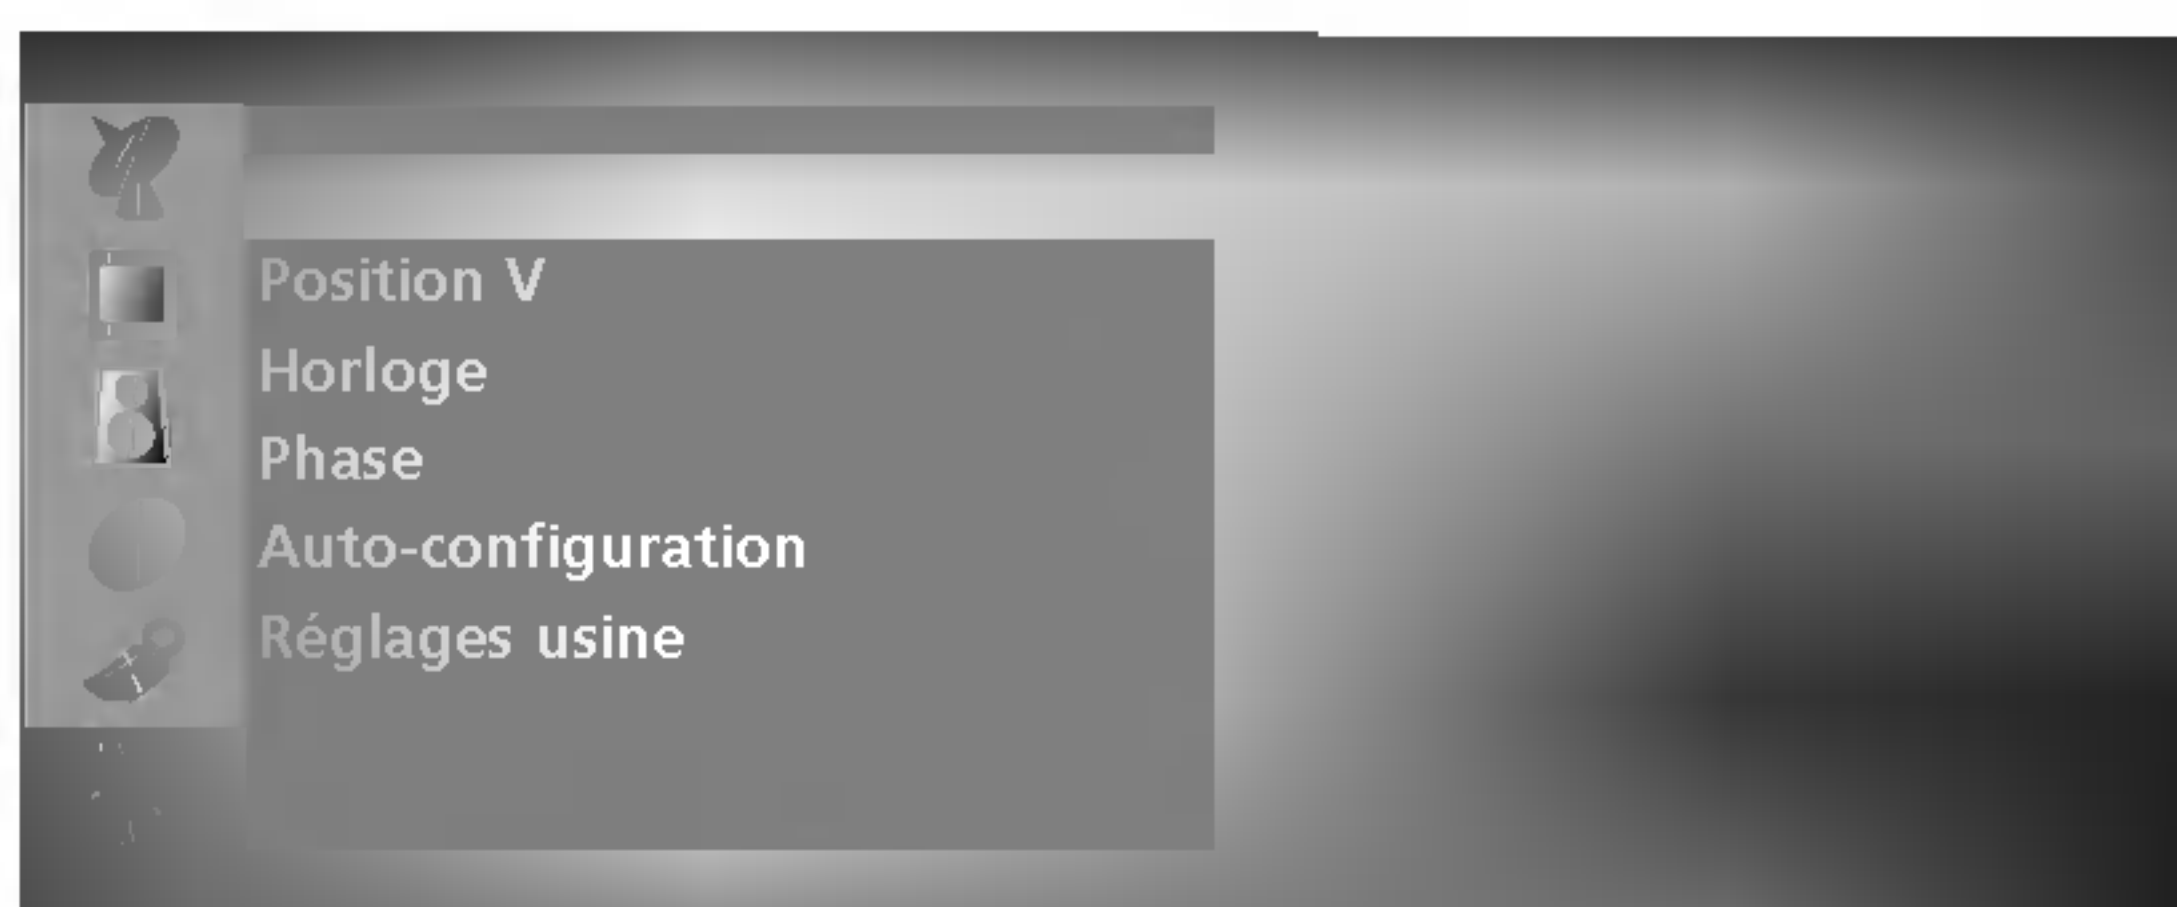 Position V
Horloge
Phase
Auto-configuration
Réglages usine